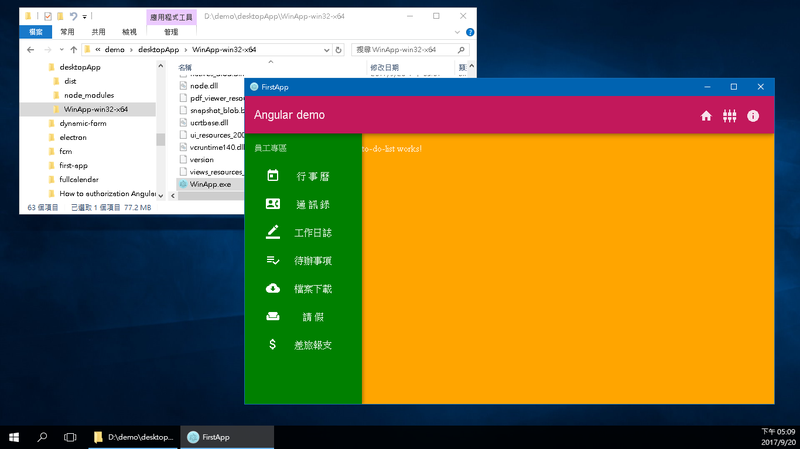 應用程式工具
D:\demo\desktopApp\WinApp-win32-x64
檔案
常用
共用
檢視
管理
« demo > desktopApp > WinApp-win32-x64
搜尋 WinApp-win32-x64
desktopApp
dist
node_modules
WinApp-win32-x64
dynamic-form
electron
fcm
first-app
fullcalendar
How to authorization Angular
名稱
修改日期
node.dll
pdf_viewer_reso
snapshot_blob.b
ucrtbase.dll
ui_resources_200
vcruntime140.dll
version
views_resources_
WinApp.exe
63 個項目
已選取 1 個項目 77.2 MB
FirstApp
Angular demo
員工專區
行 事 曆
通 訊 錄
工作日誌
待辦事項
檔案下載
請 假
差旅報支
to-do-list works!
D:\demo\desktop...
FirstApp
下午 05:09
2017/9/20